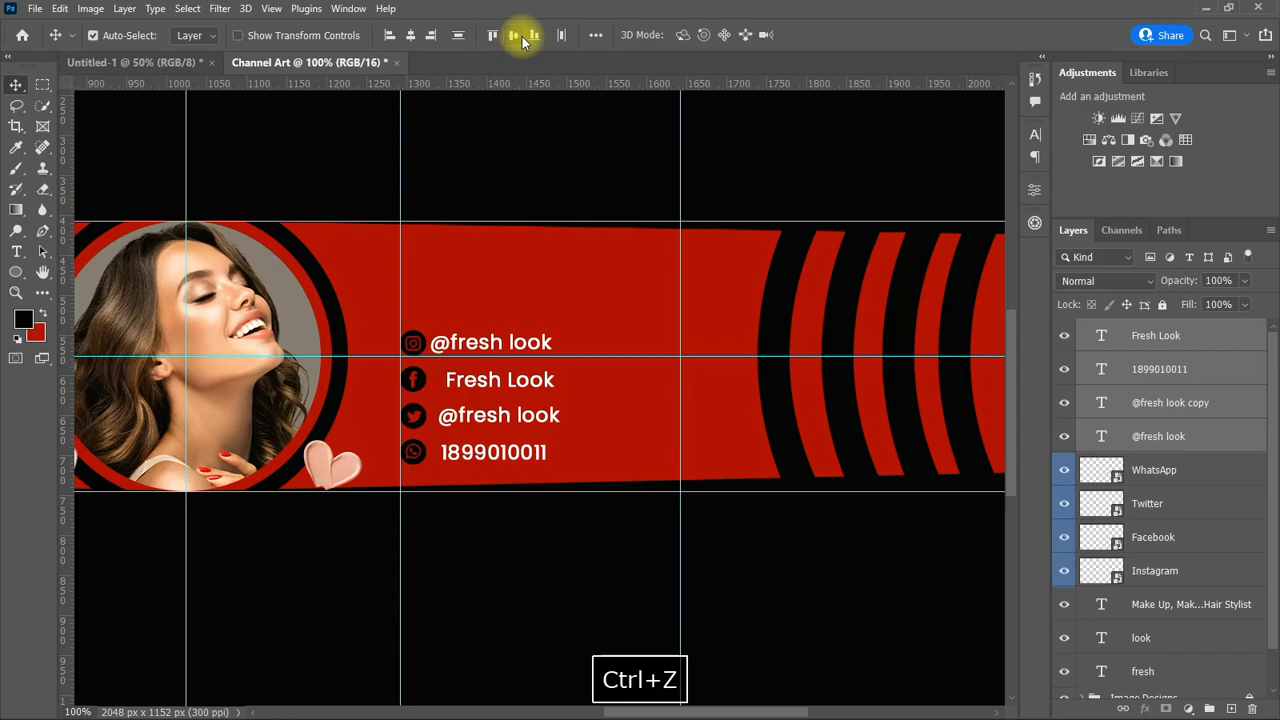 File Edit Image Layer Type Select Filter 3D View Plugins Window Help
Auto-Select: Layer Show Transform Controls 3D Mode: Share
Untitled-1 @ 50% (RGB/8) * × Channel Art @ 100% (RGB/16) * ×
900 950 1000 1050 1100 1150 1200 1250 1300 1350 1400 1450 1500 1550 1600 1650 1700 1750 1800 1850 1900 1950 2000
Adjustments Libraries
Add an adjustment
Layers Channels Paths
Kind
Normal Opacity: 100%
Lock: Fill: 100%
Fresh Look
1899010011
@fresh look copy
@fresh look
WhatsApp
Twitter
Facebook
Instagram
Make Up, Mak...Hair Stylist
look
fresh
Image Designs
@fresh look
Fresh Look
@fresh look
1899010011
Ctrl+Z
100% 2048 px x 1152 px (300 ppi)